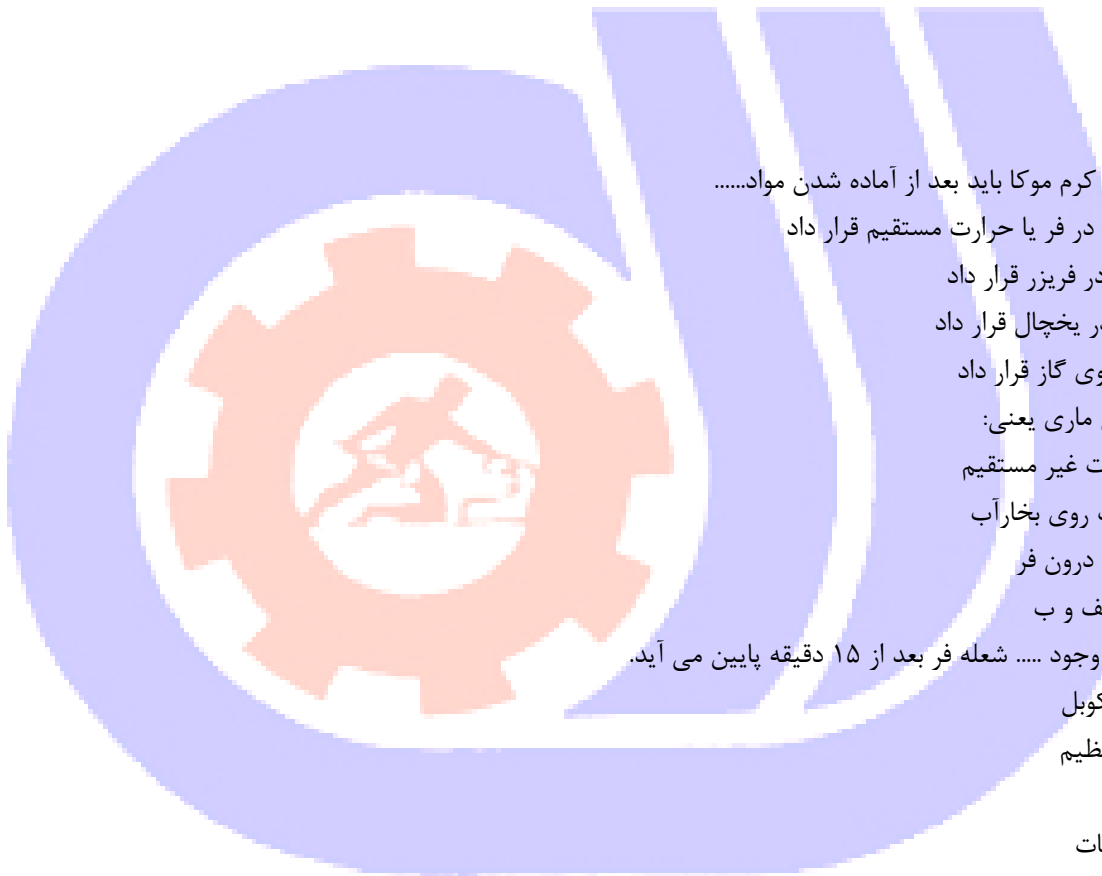 کرم موکا باید بعد از آماده شدن مواد......
در فر یا حرارت مستقیم قرار داد
در فریزر قرار داد
در یخچال قرار داد
وی گاز قرار داد
ماری یعنی:
ت غیر مستقیم
روی بخارآب
درون فر
ف و ب
وجود ..... شعله فر بعد از ۱۵ دقیقه پایین می آید.
کوبل
ظیم
ات